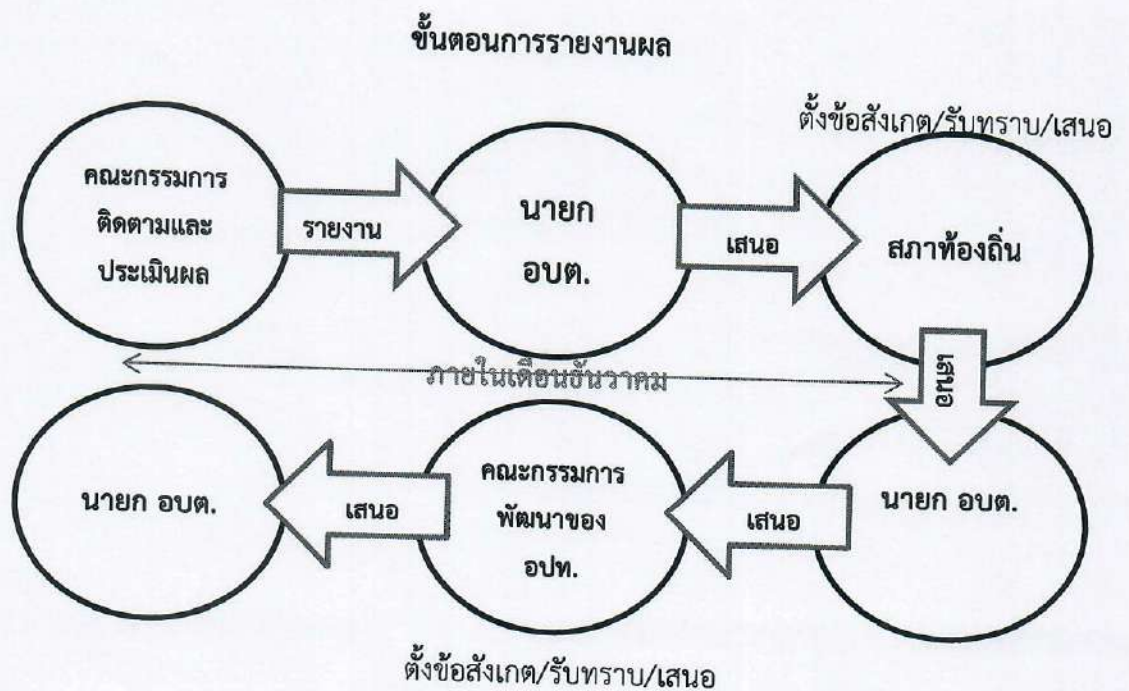 ขั้นตอนการรายงานผล
ตั้งข้อสังเกต/รับทราบ/เสนอ
คณะกรรมการ
ติดตามและ
ประเมินผล
รายงาน
นายก
อบต.
เสนอ
สภาท้องถิ่น
เสนอ
ภายในเดือนธันวาคม
นายก อบต.
เสนอ
คณะกรรมการ
พัฒนาของ
อปท.
เสนอ
นายก อบต.
ตั้งข้อสังเกต/รับทราบ/เสนอ